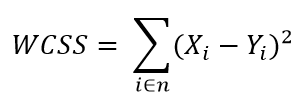 WCSS = ∑_{i∈n} (X_i − Y_i)^2